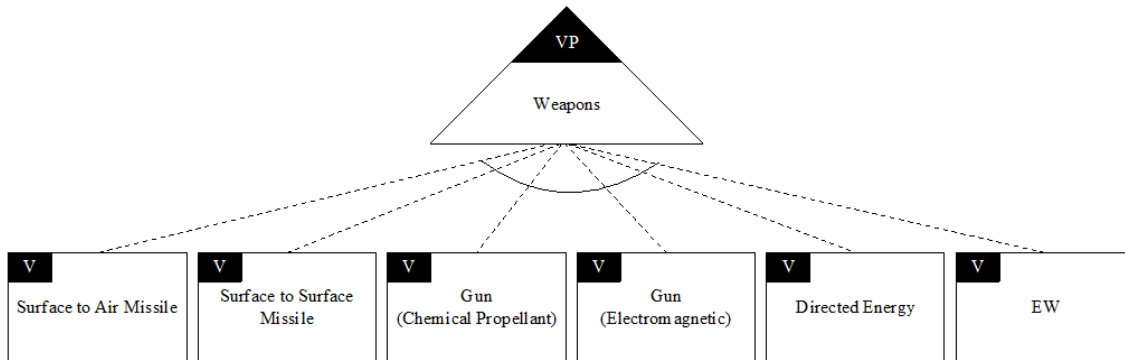 VP
Weapons
V
Surface to Air Missile
V
Surface to Surface
Missile
V
Gun
(Chemical Propellant)
V
Gun
(Electromagnetic)
V
Directed Energy
V
EW